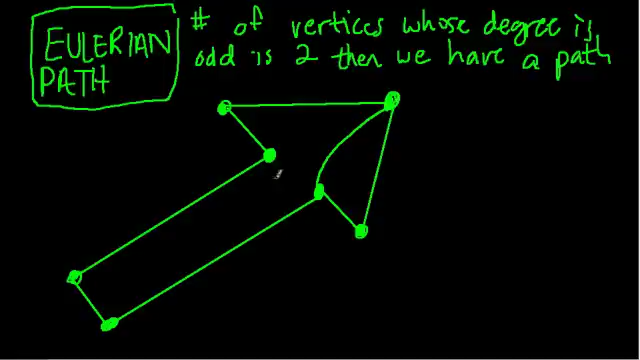 EULERIAN
PATH
# of vertices whose degree is
odd is 2 then we have a path